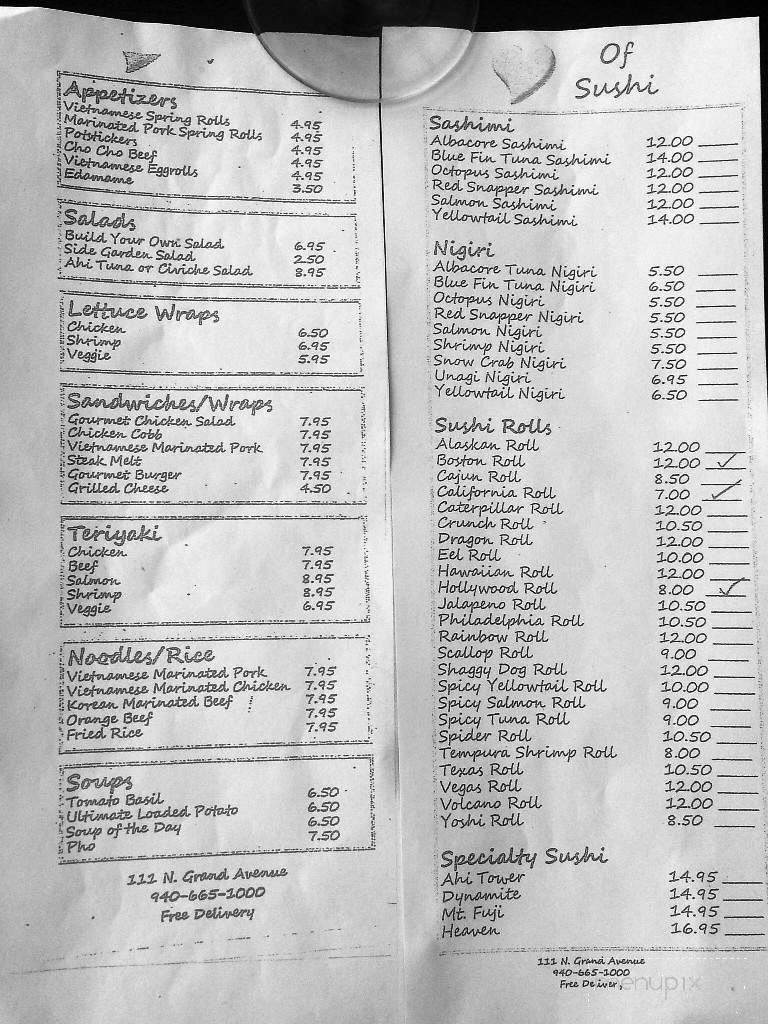 Appetizers
Vietnamese Spring Rolls 4.95
Marinated Pork Spring Rolls 4.95
Potstickers 4.95
Cho Cho Beef 4.95
Vietnamese Eggrolls 4.95
Edamame 3.50
Salads
Build Your Own Salad 6.95
Side Garden Salad 2.50
Ahi Tuna or Civiche Salad 8.95
Lettuce Wraps
Chicken 6.50
Shrimp 6.95
Veggie 5.95
Sandwiches/Wraps
Gourmet Chicken Salad 7.95
Chicken Cobb 7.95
Vietnamese Marinated Pork 7.95
Steak Melt 7.95
Gourmet Burger 7.95
Grilled Cheese 4.50
Teriyaki
Chicken 7.95
Beef 7.95
Salmon 8.95
Shrimp 8.95
Veggie 6.95
Noodles/Rice
Vietnamese Marinated Pork 7.95
Vietnamese Marinated Chicken 7.95
Korean Marinated Beef 7.95
Orange Beef 7.95
Fried Rice 7.95
Soups
Tomato Basil 6.50
Ultimate Loaded Potato 6.50
Soup of the Day 6.50
Pho 7.50
111 N. Grand Avenue
940-665-1000
Free Delivery
Of
Sushi
Sashimi
Albacore Sashimi 12.00
Blue Fin Tuna Sashimi 14.00
Octopus Sashimi 12.00
Red Snapper Sashimi 12.00
Salmon Sashimi 12.00
Yellowtail Sashimi 14.00
Nigiri
Albacore Tuna Nigiri 5.50
Blue Fin Tuna Nigiri 6.50
Octopus Nigiri 5.50
Red Snapper Nigiri 5.50
Salmon Nigiri 5.50
Shrimp Nigiri 5.50
Snow Crab Nigiri 7.50
Unagi Nigiri 6.95
Yellowtail Nigiri 6.50
Sushi Rolls
Alaskan Roll 12.00
Boston Roll 12.00 ✓
Cajun Roll 8.50
California Roll 7.00 ✓
Caterpillar Roll 12.00
Crunch Roll 10.50
Dragon Roll 12.00
Eel Roll 10.00
Hawaiian Roll 12.00
Hollywood Roll 8.00 ✓
Jalapeno Roll 10.50
Philadelphia Roll 10.50
Rainbow Roll 12.00
Scallop Roll 9.00
Shaggy Dog Roll 12.00
Spicy Yellowtail Roll 10.00
Spicy Salmon Roll 9.00
Spicy Tuna Roll 9.00
Spider Roll 10.50
Tempura Shrimp Roll 8.00
Texas Roll 10.50
Vegas Roll 12.00
Volcano Roll 12.00
Yoshi Roll 8.50
Specialty Sushi
Ahi Tower 14.95
Dynamite 14.95
Mt. Fuji 14.95
Heaven 16.95
111 N. Grand Avenue
940-665-1000
Free Deliver
menupix